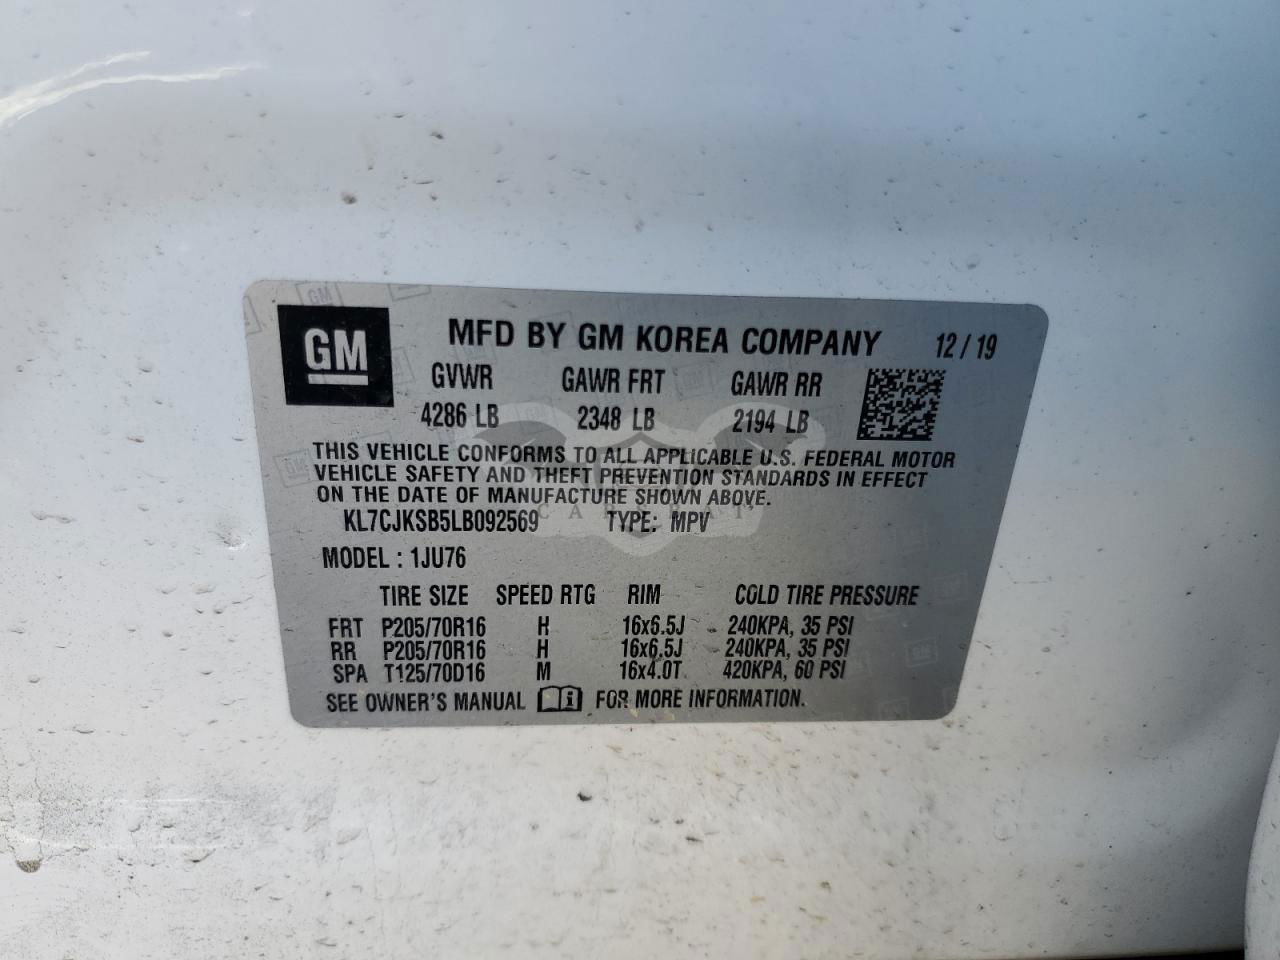 GM
MFD BY GM KOREA COMPANY 12 / 19
GVWR GAWR FRT GAWR RR
4286 LB 2348 LB 2194 LB
THIS VEHICLE CONFORMS TO ALL APPLICABLE U.S. FEDERAL MOTOR
VEHICLE SAFETY AND THEFT PREVENTION STANDARDS IN EFFECT
ON THE DATE OF MANUFACTURE SHOWN ABOVE.
KL7CJKSB5LB092569 TYPE: MPV
MODEL : 1JU76
TIRE SIZE SPEED RTG RIM COLD TIRE PRESSURE
FRT P205/70R16 H 16x6.5J 240KPA, 35 PSI
RR P205/70R16 H 16x6.5J 240KPA, 35 PSI
SPA T125/70D16 M 16x4.0T 420KPA, 60 PSI
SEE OWNER'S MANUAL FOR MORE INFORMATION.